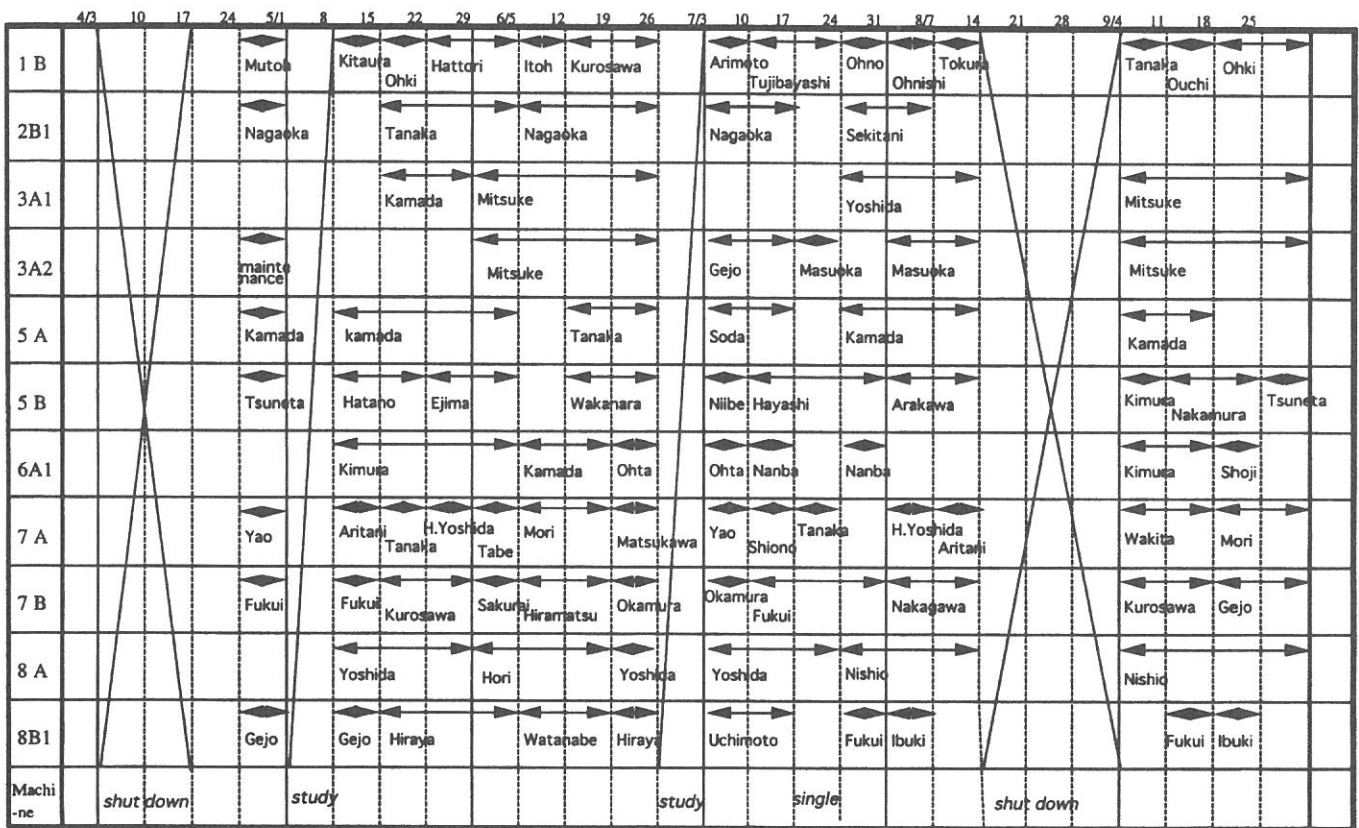 4/3 10 17 24 5/1 8 15 22 29 6/5 12 19 26 7/3 10 17 24 31 8/7 14 21 28 9/4 11 18 25
1 B Mutoh Kitaura Ohki Hattori Itoh Kurosawa Arimoto Tujibayashi Ohno Ohnishi Tokura Tanaka Ouchi Ohki
2B1 Nagaoka Tanaka Nagaoka Nagaoka Sekitani
3A1 Kamada Mitsuke Yoshida Mitsuke
3A2 mainte Mitsuke Gejo Masuoka Masuoka Mitsuke
nance
5 A Kamada kamada Tanaka Soda Kamada Kamada
5 B Tsuneta Hatano Ejima Wakahara Niibe Hayashi Arakawa Kimura Nakamura Tsuneta
6A1 Kimura Kamada Ohta Ohta Nanba Nanba Kimura Shoji
7 A Yao Aritani Tanaka H.Yoshida Tabe Mori Matsukawa Yao Shiono Tanaka H.Yoshida Aritani Wakita Mori
7 B Fukui Fukui Kurosawa Sakurai Hiramatsu Okamura Okamura Fukui Nakagawa Kurosawa Gejo
8 A Yoshida Hori Yoshida Yoshida Nishio Nishio
8B1 Gejo Gejo Hiraya Watanabe Hiraya Uchimoto Fukui Ibuki Fukui Ibuki
Machi shut down study study single shut down
-ne